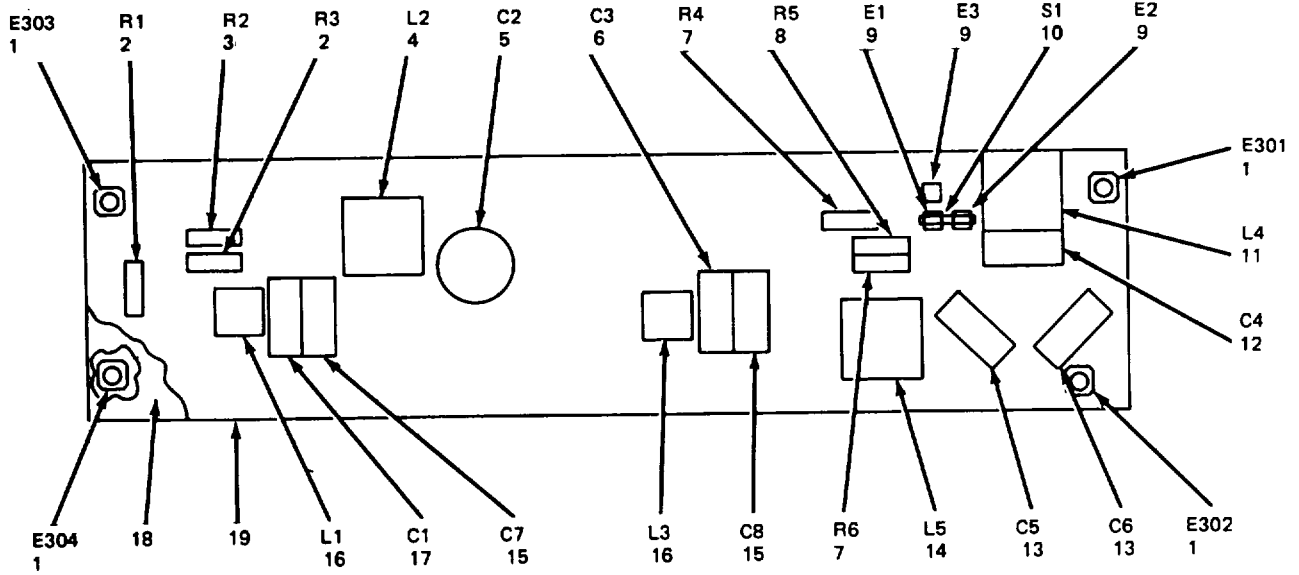 E303 R1 R2 R3 L2 C2 C3 R4 R5 E1 E3 S1 E2
1 2 3 2 4 5 6 7 8 9 9 10 9
E301
1
L4
11
C4
12
E304 18 19 L1 C1 C7 L3 C8 R6 L5 C5 C6 E302
1 16 17 15 16 15 7 14 13 13 1